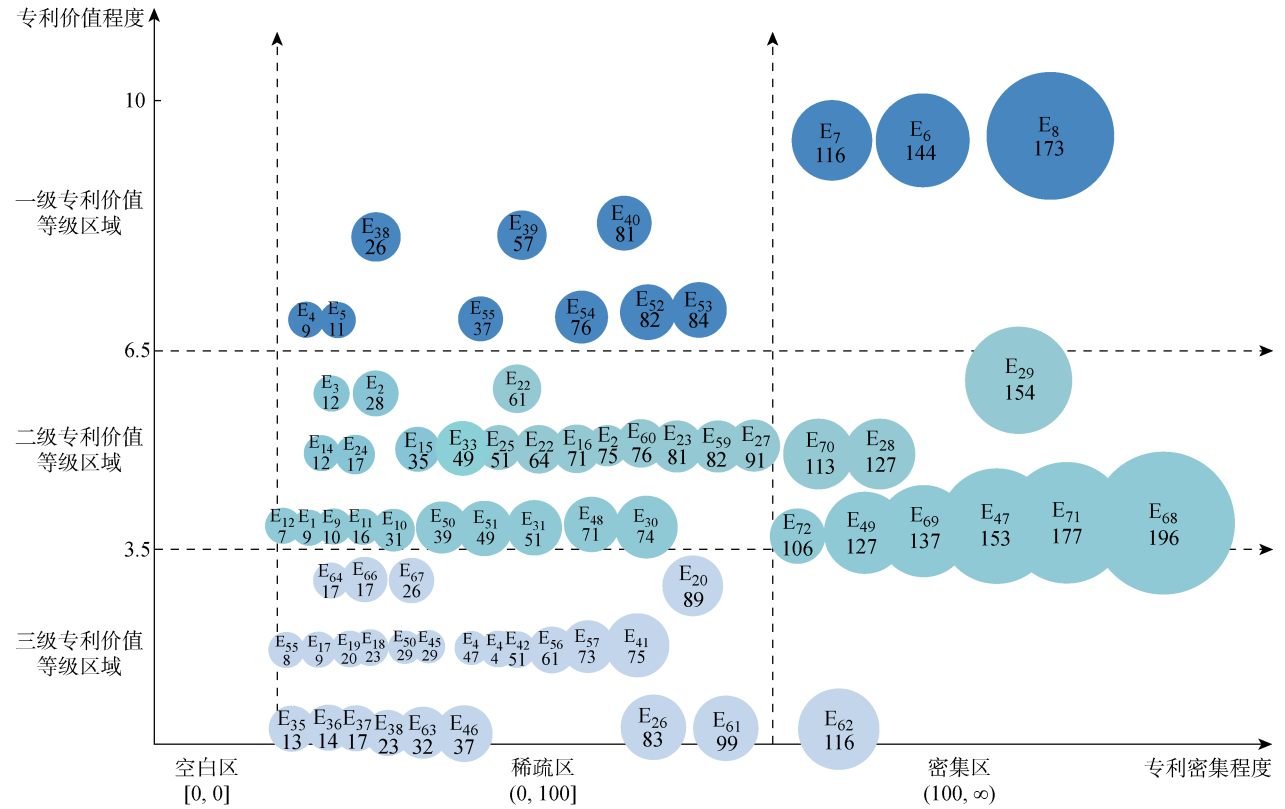 专利价值程度
10
E7
116
E6
144
E8
173
一级专利价值
等级区域
E38
26
E39
57
E40
81
E4
9
E5
11
E55
37
E54
76
E52
82
E53
84
6.5
E3
12
E2
28
E22
61
E29
154
二级专利价值
等级区域
E14
12
E24
17
E15
35
E33
49
E25
51
E22
64
E16
71
E2
75
E60
76
E23
81
E59
82
E27
91
E70
113
E28
127
E12
7
E1
9
E9
10
E11
16
E10
31
E50
39
E51
49
E31
51
E48
71
E30
74
E72
106
E49
127
E69
137
E47
153
E71
177
E68
196
3.5
E64
17
E66
17
E67
26
E20
89
三级专利价值
等级区域
E55
8
E17
9
E19
20
E18
23
E50
29
E45
29
E4
47
E4
4
E42
51
E56
61
E57
73
E41
75
E35
13
E36
14
E37
17
E38
23
E63
32
E46
37
E26
83
E61
99
E62
116
空白区
[0, 0]
稀疏区
(0, 100]
密集区
(100, ∞)
专利密集程度